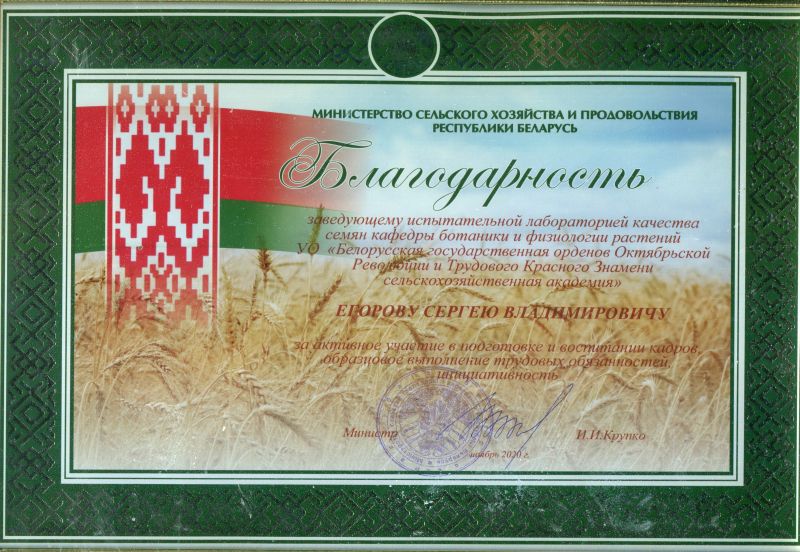 МИНИСТЕРСТВО СЕЛЬСКОГО ХОЗЯЙСТВА И ПРОДОВОЛЬСТВИЯ
РЕСПУБЛИКИ БЕЛАРУСЬ
Благодарность
заведующему испытательной лабораторией качества
семян кафедры ботаники и физиологии растений
УО «Белорусская государственная орденов Октябрьской
Революции и Трудового Красного Знамени
сельскохозяйственная академия»
ЕГОРОВУ СЕРГЕЮ ВЛАДИМИРОВИЧУ
за активное участие в подготовке и воспитании кадров,
образцовое выполнение трудовых обязанностей,
инициативность
Министр И.И.Крупко
2020 г.